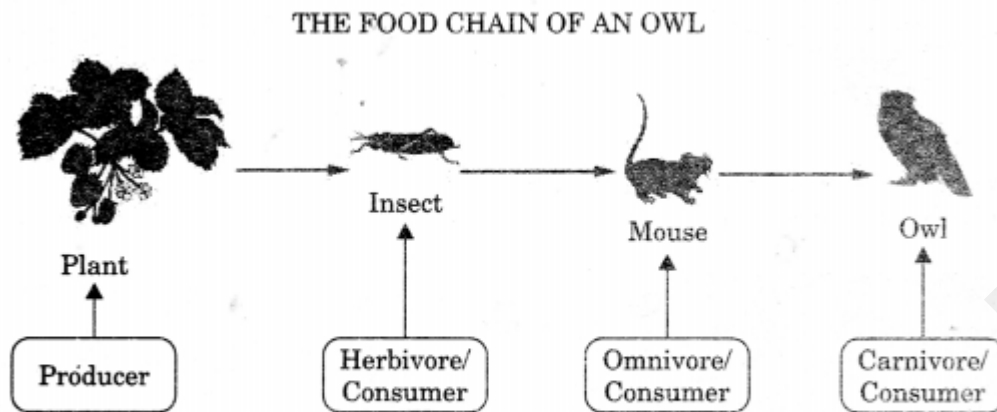 THE FOOD CHAIN OF AN OWL
Plant
Insect
Mouse
Owl
Producer
Herbivore/
Consumer
Omnivore/
Consumer
Carnivore/
Consumer